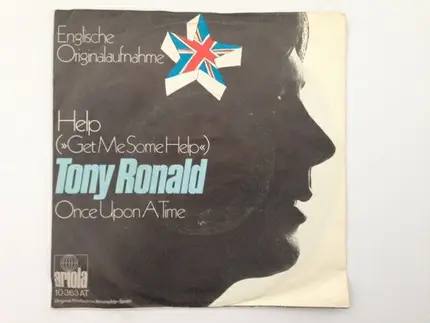 Englische
Originalaufnahme
Help
(»Get Me Some Help«)
Tony Ronald
Once Upon A Time
ariola
10 363 AT